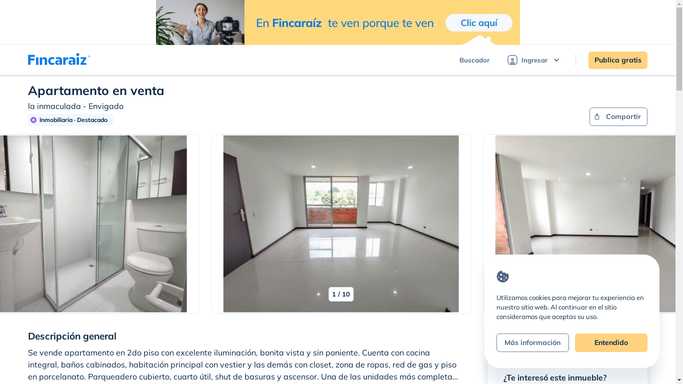 En Fincaraíz te ven porque te ven
Clic aquí
Fincaraiz
Buscador
Ingresar
Publica gratis
Apartamento en venta
la inmaculada - Envigado
Inmobiliaria · Destacado
Compartir
1 / 10
Utilizamos cookies para mejorar tu experiencia en
nuestro sitio web. Al continuar en el sitio
consideramos que aceptas su uso.
Más información
Entendido
Descripción general
Se vende apartamento en 2do piso con excelente iluminación, bonita vista y sin poniente. Cuenta con cocina
integral, baños cabinados, habitación principal con vestier y las demás con closet, zona de ropas, red de gas y piso
en porcelanato. Parqueadero cubierto, cuarto útil, shut de basuras y ascensor. Una de las unidades más completa...
¿Te interesó este inmueble?